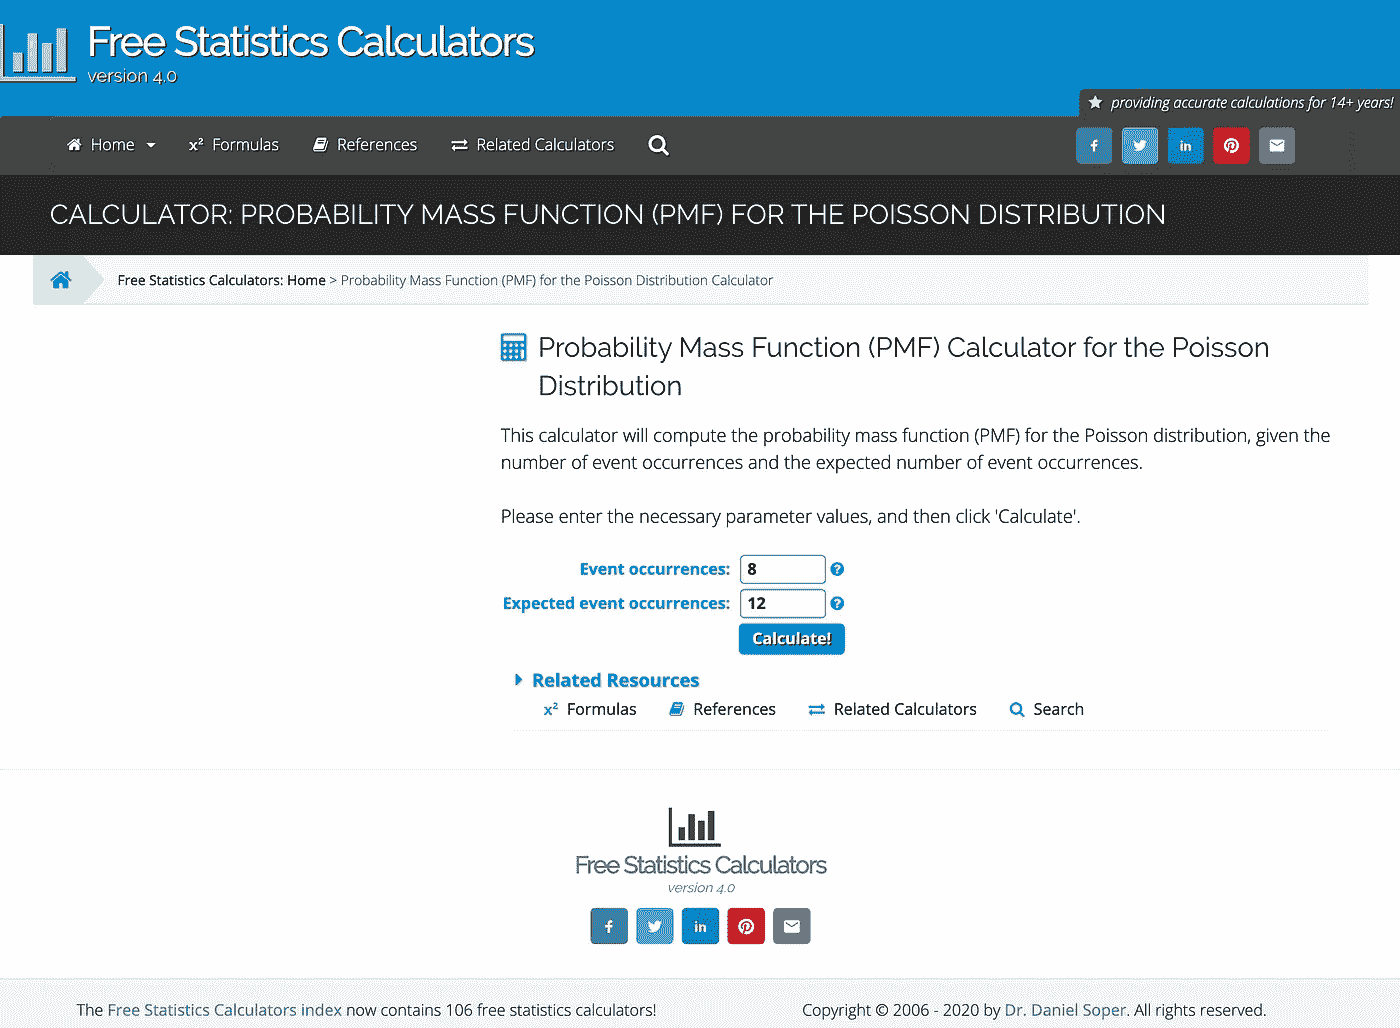 Free Statistics Calculators
version 4.0
providing accurate calculations for 14+ years!
Home x² Formulas References Related Calculators
f in
CALCULATOR: PROBABILITY MASS FUNCTION (PMF) FOR THE POISSON DISTRIBUTION
Free Statistics Calculators: Home > Probability Mass Function (PMF) for the Poisson Distribution Calculator
Probability Mass Function (PMF) Calculator for the Poisson
Distribution
This calculator will compute the probability mass function (PMF) for the Poisson distribution, given the
number of event occurrences and the expected number of event occurrences.
Please enter the necessary parameter values, and then click 'Calculate'.
Event occurrences: 8 ?
Expected event occurrences: 12 ?
Calculate!
Related Resources
x² Formulas References Related Calculators Search
Free Statistics Calculators
version 4.0
f in
The Free Statistics Calculators index now contains 106 free statistics calculators! Copyright © 2006 - 2020 by Dr. Daniel Soper. All rights reserved.